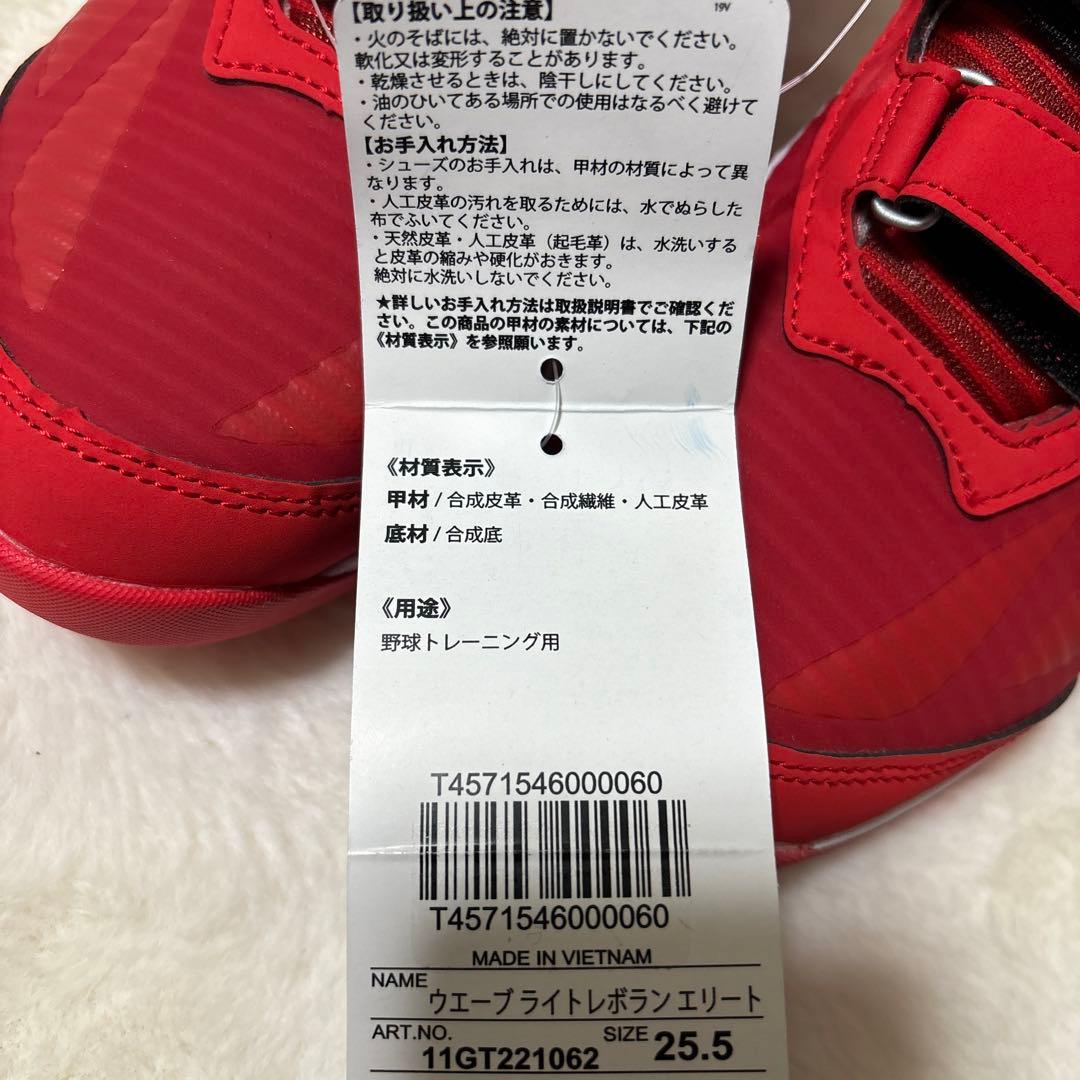 【取り扱い上の注意】
19V
・火のそばには、絶対に置かないでください。
軟化又は変形することがあります。
・乾燥させるときは、陰干しにしてください。
・油のひいてある場所での使用はなるべく避けて
ください。
【お手入れ方法】
・シューズのお手入れは、甲材の材質によって異
なります。
・人工皮革の汚れを取るためには、水でぬらした
布でふいてください。
・天然皮革・人工皮革（起毛革）は、水洗いする
と皮革の縮みや硬化がおきます。
絶対に水洗いしないでください。
★詳しいお手入れ方法は取扱説明書でご確認くだ
さい。この商品の甲材の素材については、下記の
《材質表示》を参照願います。
《材質表示》
甲材 / 合成皮革・合成繊維・人工皮革
底材 / 合成底
《用途》
野球トレーニング用
T4571546000060
T4571546000060
MADE IN VIETNAM
NAME ウエーブ ライトレボラン エリート
ART.NO. 11GT221062 SIZE 25.5